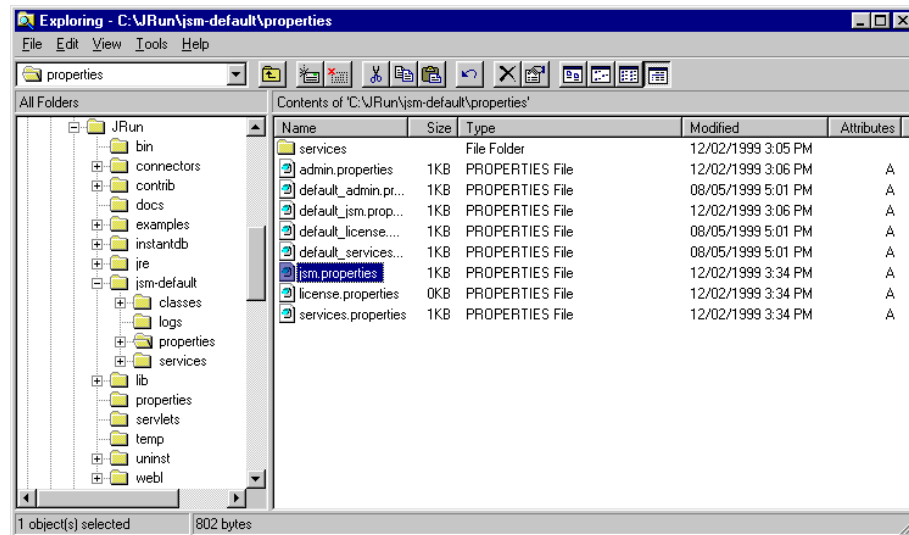 Exploring - C:\JRun\jsm-default\properties
File Edit View Tools Help
properties
All Folders
Contents of 'C:\JRun\jsm-default\properties'
JRun
bin
connectors
contrib
docs
examples
instantdb
jre
jsm-default
classes
logs
properties
services
lib
properties
servlets
temp
uninst
webl
Name Size Type Modified Attributes
services File Folder 12/02/1999 3:05 PM
admin.properties 1KB PROPERTIES File 12/02/1999 3:06 PM A
default_admin.pr... 1KB PROPERTIES File 08/05/1999 5:01 PM A
default_jsm.prop... 1KB PROPERTIES File 12/02/1999 3:06 PM A
default_license.... 1KB PROPERTIES File 08/05/1999 5:01 PM A
default_services... 1KB PROPERTIES File 08/05/1999 5:01 PM A
jsm.properties 1KB PROPERTIES File 12/02/1999 3:34 PM A
license.properties 0KB PROPERTIES File 12/02/1999 3:34 PM A
services.properties 1KB PROPERTIES File 12/02/1999 3:34 PM A
1 object(s) selected 802 bytes